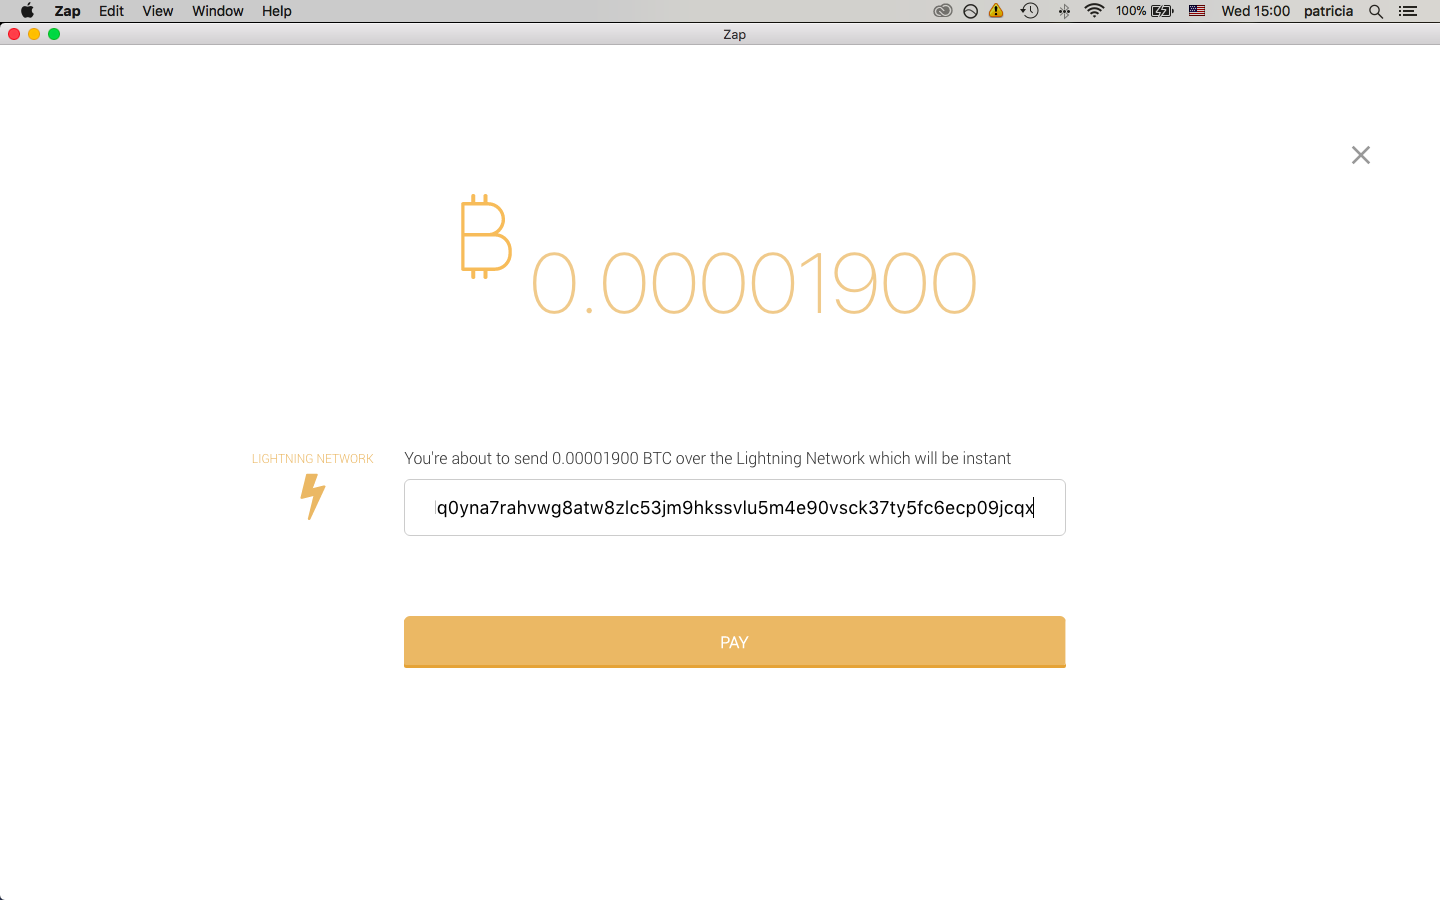 Zap Edit View Window Help 100% Wed 15:00 patricia
Zap
0.00001900
LIGHTNING NETWORK
You're about to send 0.00001900 BTC over the Lightning Network which will be instant
q0yna7rahvwg8atw8zlc53jm9hkssvlu5m4e90vsck37ty5fc6ecp09jcqx
PAY